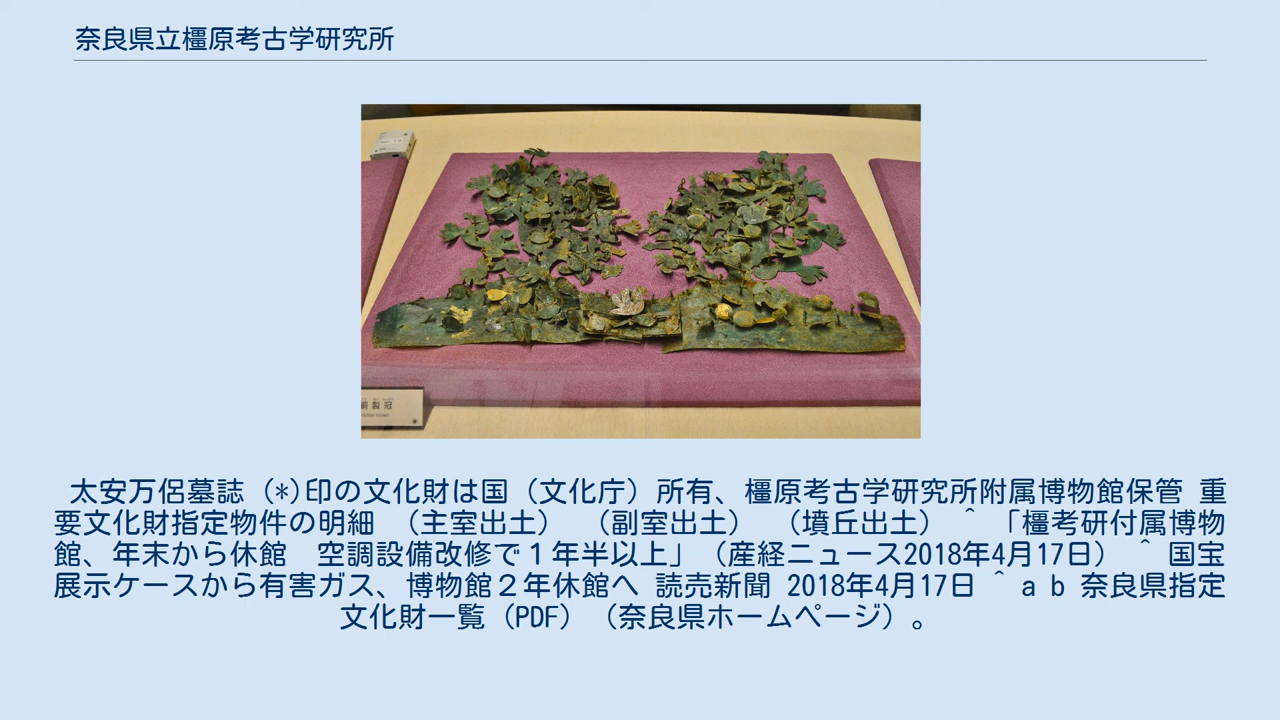 奈良県立橿原考古学研究所
製冠
太安万侶墓誌 (*)印の文化財は国（文化庁）所有、橿原考古学研究所附属博物館保管 重
要文化財指定物件の明細 （主室出土） （副室出土） （墳丘出土） ^ 「橿考研付属博物
館、年末から休館　空調設備改修で１年半以上」（産経ニュース2018年4月17日） ^ 国宝
展示ケースから有害ガス、博物館２年休館へ 読売新聞 2018年4月17日 ^ a b 奈良県指定
文化財一覧（PDF）（奈良県ホームページ）。